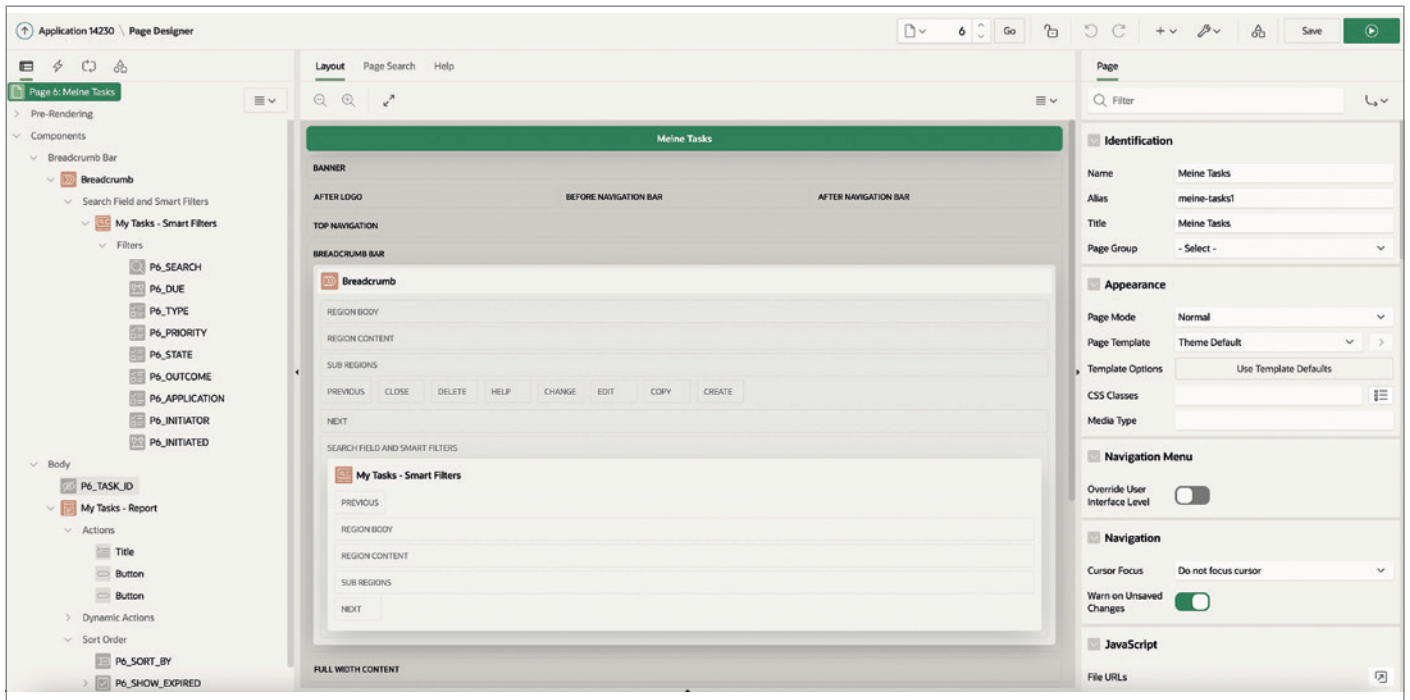 Application 14230 \ Page Designer
6
Go
Save
Page 6: Meine Tasks
Pre-Rendering
Components
Breadcrumb Bar
Breadcrumb
Search Field and Smart Filters
My Tasks - Smart Filters
Filters
P6_SEARCH
P6_DUE
P6_TYPE
P6_PRIORITY
P6_STATE
P6_OUTCOME
P6_APPLICATION
P6_INITIATOR
P6_INITIATED
Body
P6_TASK_ID
My Tasks - Report
Actions
Title
Button
Button
Dynamic Actions
Sort Order
P6_SORT_BY
P6_SHOW_EXPIRED
Layout Page Search Help
Meine Tasks
BANNER
AFTER LOGO BEFORE NAVIGATION BAR AFTER NAVIGATION BAR
TOP NAVIGATION
BREADCRUMB BAR
Breadcrumb
REGION BODY
REGION CONTENT
SUB REGIONS
PREVIOUS CLOSE DELETE HELP CHANGE EDIT COPY CREATE
NEXT
SEARCH FIELD AND SMART FILTERS
My Tasks - Smart Filters
PREVIOUS
REGION BODY
REGION CONTENT
SUB REGIONS
NEXT
FULL WIDTH CONTENT
Page
Filter
Identification
Name Meine Tasks
Alias meine-tasks1
Title Meine Tasks
Page Group - Select -
Appearance
Page Mode Normal
Page Template Theme Default
Template Options Use Template Defaults
CSS Classes
Media Type
Navigation Menu
Override User
Interface Level
Navigation
Cursor Focus Do not focus cursor
Warn on Unsaved
Changes
JavaScript
File URLs